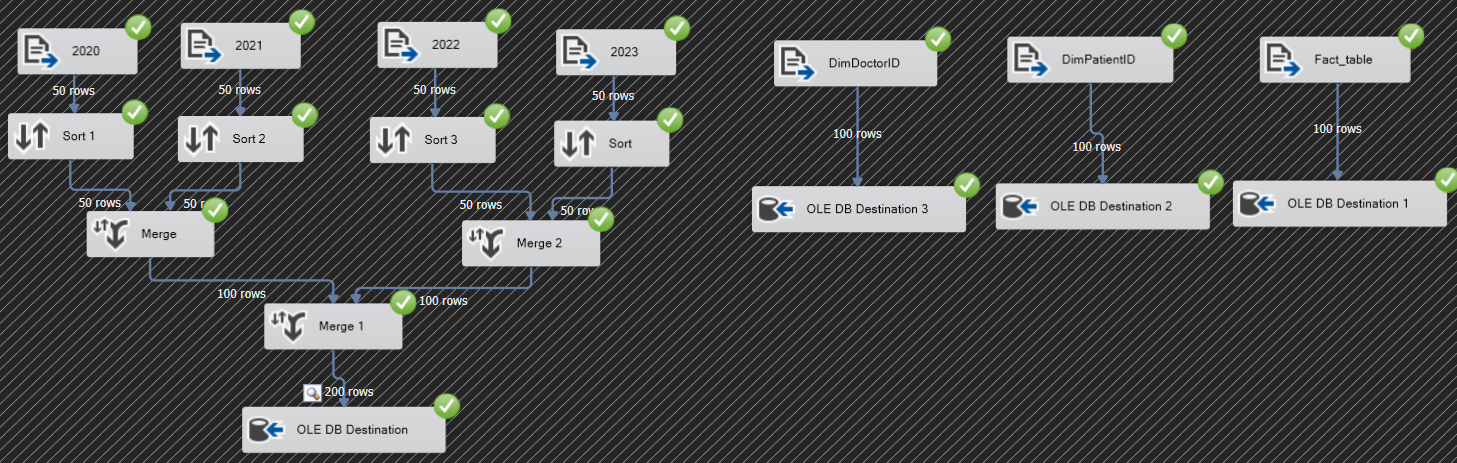 2020
2021
2022
2023
DimDoctorID
DimPatientID
Fact_table
50 rows
50 rows
50 rows
50 rows
Sort 1
Sort 2
Sort 3
Sort
100 rows
100 rows
100 rows
50 rows
50 rows
50 rows
50 rows
Merge
Merge 2
OLE DB Destination 3
OLE DB Destination 2
OLE DB Destination 1
100 rows
100 rows
Merge 1
200 rows
OLE DB Destination